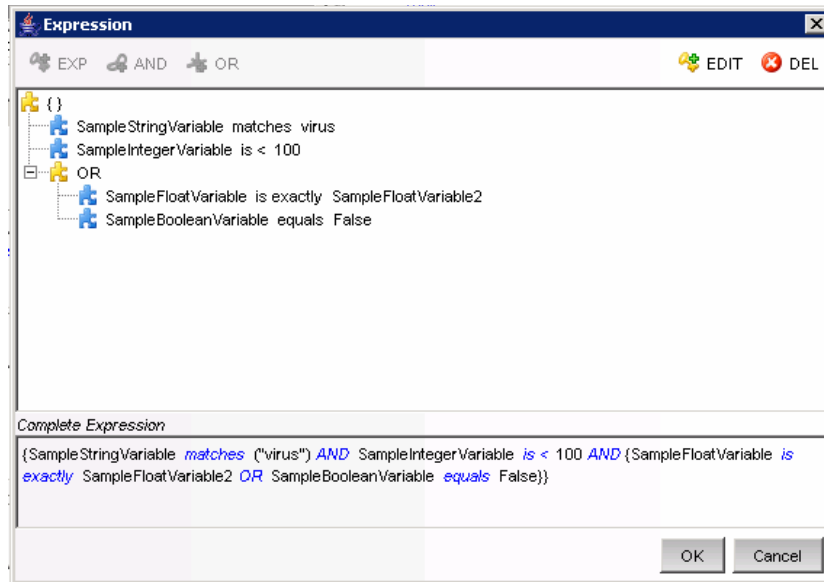 Expression
EXP AND OR EDIT DEL
{}
SampleStringVariable matches virus
SampleIntegerVariable is < 100
OR
SampleFloatVariable is exactly SampleFloatVariable2
SampleBooleanVariable equals False
Complete Expression
{SampleStringVariable matches ("virus") AND SampleIntegerVariable is < 100 AND {SampleFloatVariable is
exactly SampleFloatVariable2 OR SampleBooleanVariable equals False}}
OK Cancel